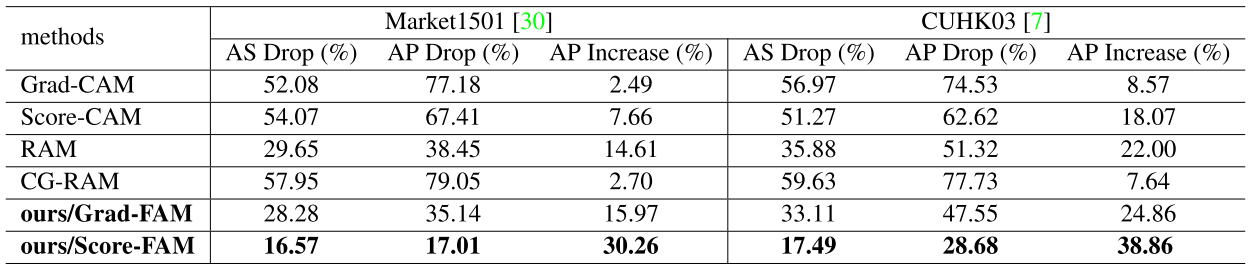 methods Market1501 [30] CUHK03 [7]
AS Drop (%) AP Drop (%) AP Increase (%) AS Drop (%) AP Drop (%) AP Increase (%)
Grad-CAM 52.08 77.18 2.49 56.97 74.53 8.57
Score-CAM 54.07 67.41 7.66 51.27 62.62 18.07
RAM 29.65 38.45 14.61 35.88 51.32 22.00
CG-RAM 57.95 79.05 2.70 59.63 77.73 7.64
ours/Grad-FAM 28.28 35.14 15.97 33.11 47.55 24.86
ours/Score-FAM 16.57 17.01 30.26 17.49 28.68 38.86